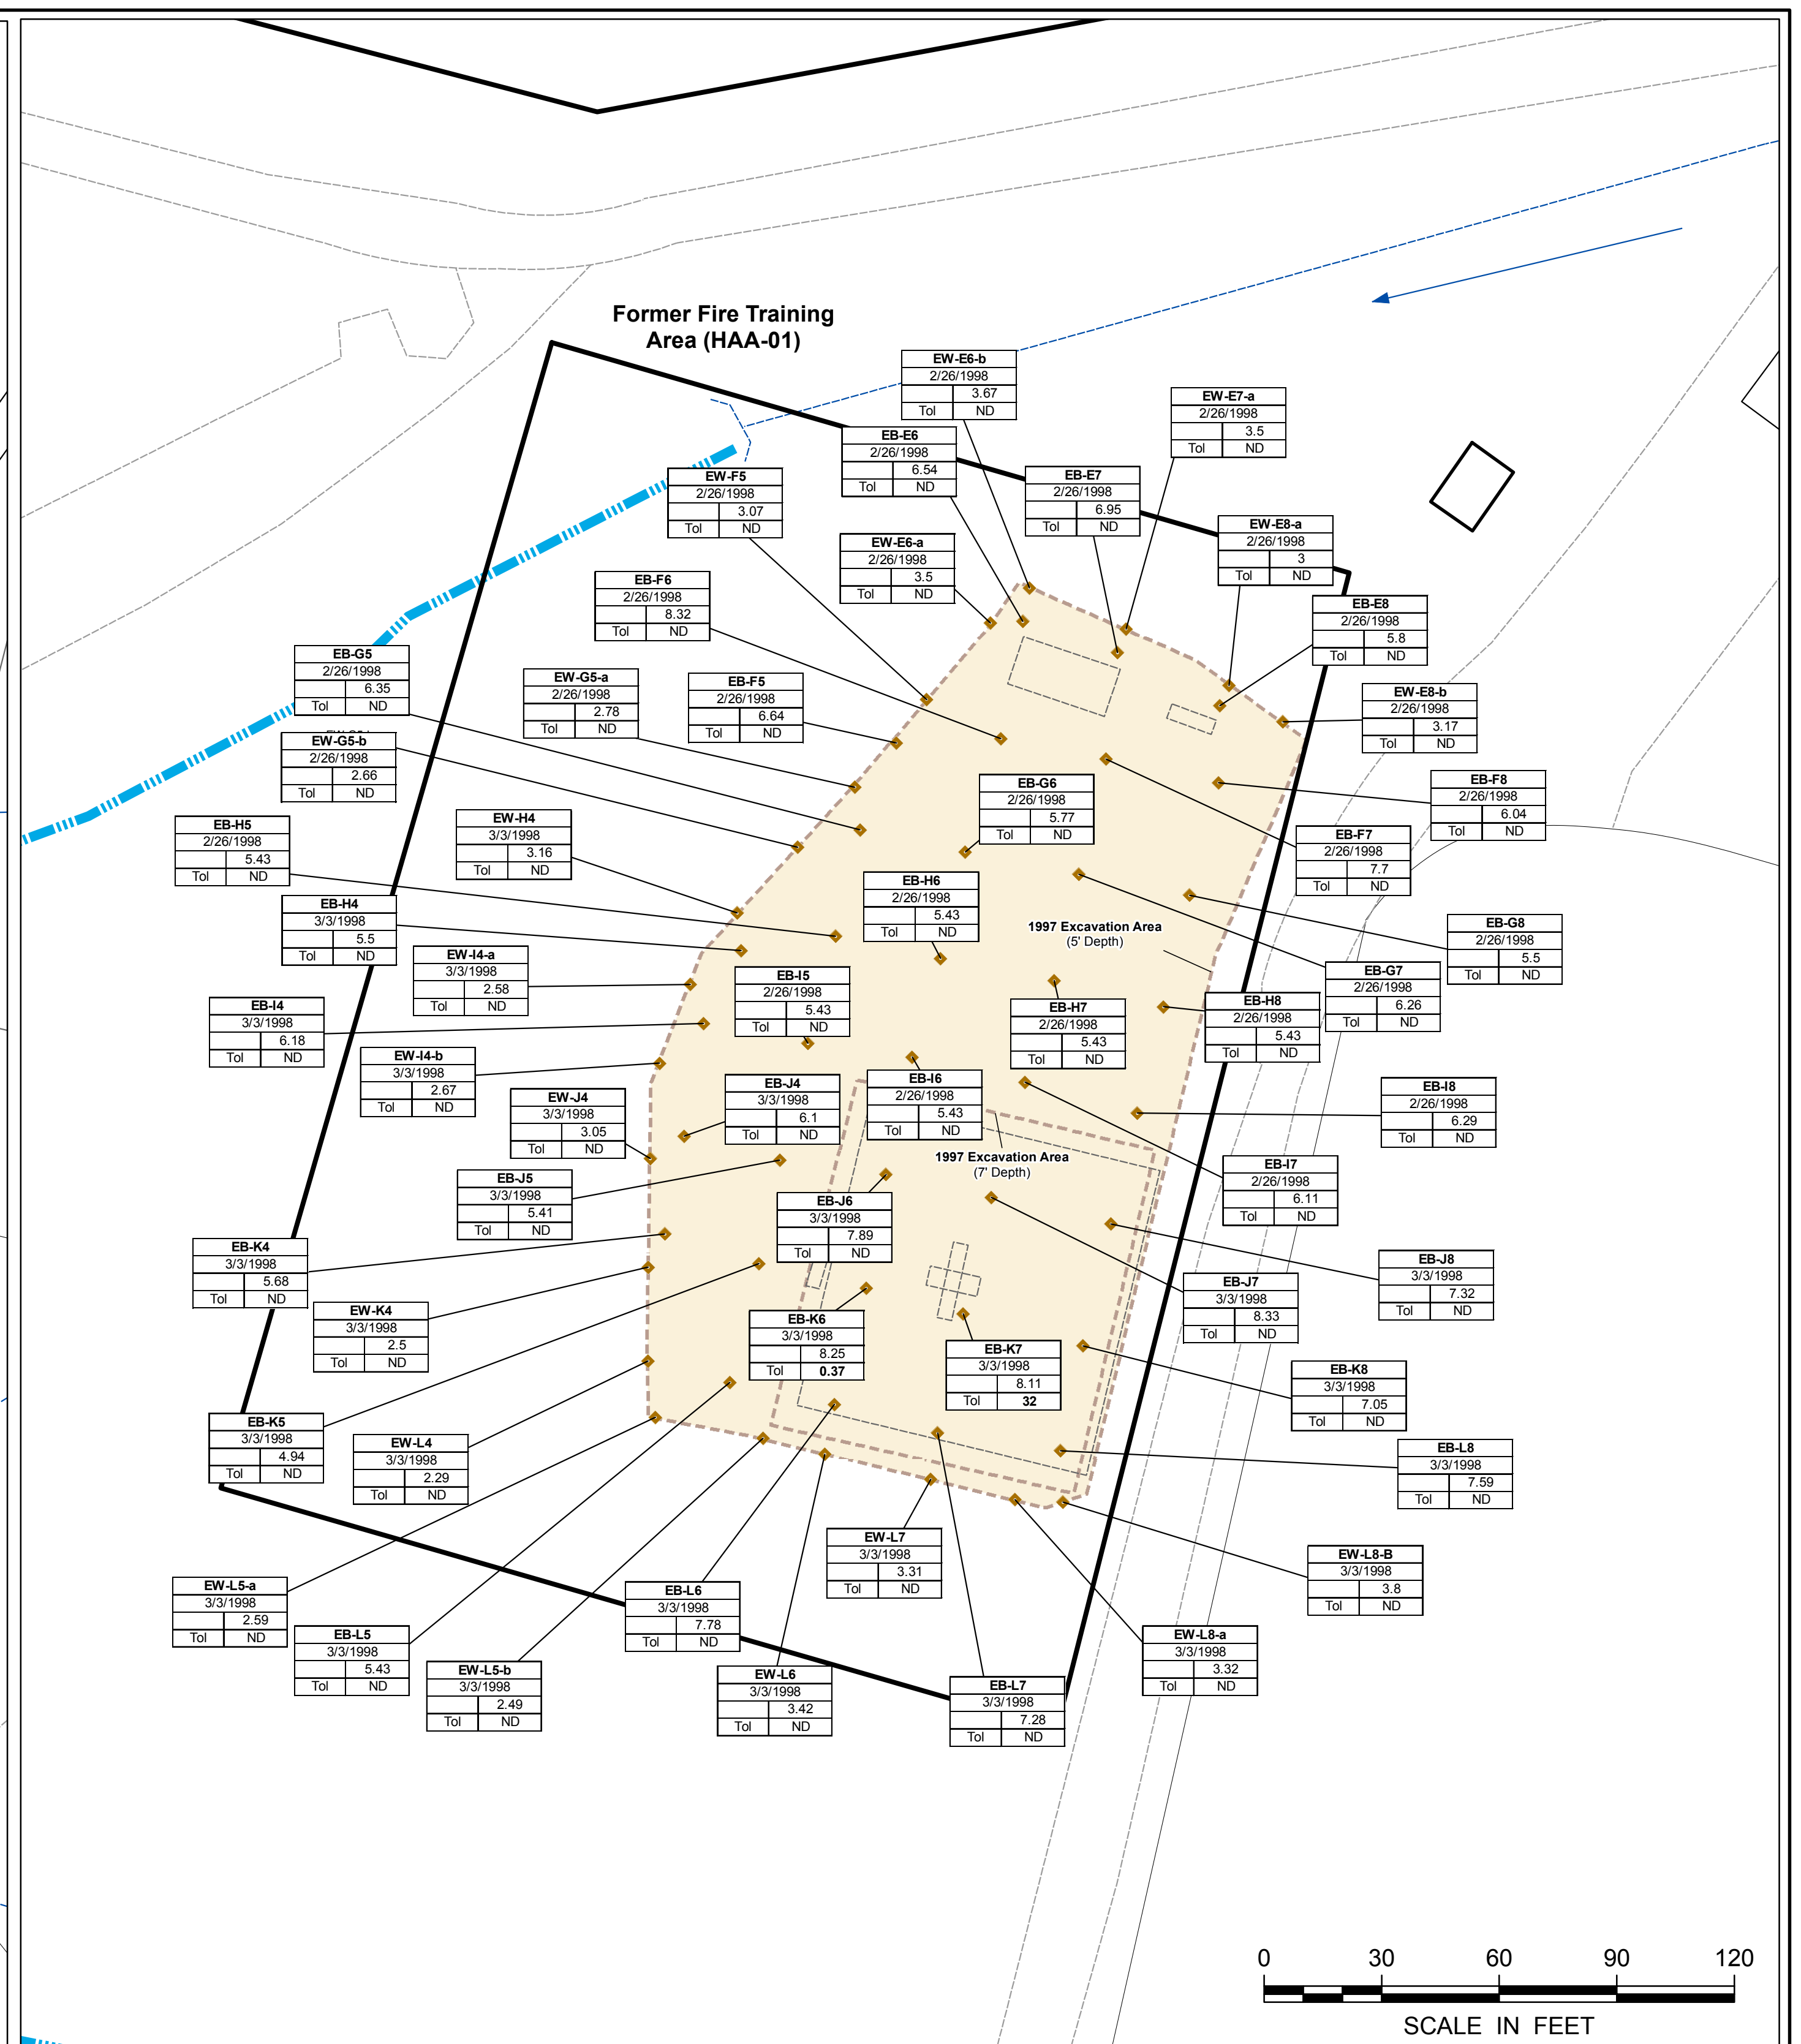 Former Fire Training
Area (HAA-01)
EW-E6-b
2/26/1998
3.67
Tol ND
EW-E7-a
2/26/1998
3.5
Tol ND
EB-E6
2/26/1998
6.54
Tol ND
EW-F5
2/26/1998
3.07
Tol ND
EB-E7
2/26/1998
6.95
Tol ND
EW-E8-a
2/26/1998
3
Tol ND
EW-E6-a
2/26/1998
3.5
Tol ND
EB-F6
2/26/1998
8.32
Tol ND
EB-E8
2/26/1998
5.8
Tol ND
EB-G5
2/26/1998
6.35
Tol ND
EW-G5-a
2/26/1998
2.78
Tol ND
EB-F5
2/26/1998
6.64
Tol ND
EW-E8-b
2/26/1998
3.17
Tol ND
EW-G5-b
2/26/1998
2.66
Tol ND
EB-G6
2/26/1998
5.77
Tol ND
EB-F8
2/26/1998
6.04
Tol ND
EB-H5
2/26/1998
5.43
Tol ND
EW-H4
3/3/1998
3.16
Tol ND
EB-F7
2/26/1998
7.7
Tol ND
EB-H6
2/26/1998
5.43
Tol ND
EB-H4
3/3/1998
5.5
Tol ND
1997 Excavation Area
(5' Depth)
EB-G8
2/26/1998
5.5
Tol ND
EW-I4-a
3/3/1998
2.58
Tol ND
EB-I5
2/26/1998
5.43
Tol ND
EB-G7
2/26/1998
6.26
Tol ND
EB-I4
3/3/1998
6.18
Tol ND
EB-H7
2/26/1998
5.43
Tol ND
EB-H8
2/26/1998
5.43
Tol ND
EW-I4-b
3/3/1998
2.67
Tol ND
EB-J4
3/3/1998
6.1
Tol ND
EB-I6
2/26/1998
5.43
Tol ND
EB-I8
2/26/1998
6.29
Tol ND
EW-J4
3/3/1998
3.05
Tol ND
1997 Excavation Area
(7' Depth)
EB-I7
2/26/1998
6.11
Tol ND
EB-J5
3/3/1998
5.41
Tol ND
EB-J6
3/3/1998
7.89
Tol ND
EB-K4
3/3/1998
5.68
Tol ND
EB-J8
3/3/1998
7.32
Tol ND
EB-J7
3/3/1998
8.33
Tol ND
EW-K4
3/3/1998
2.5
Tol ND
EB-K6
3/3/1998
8.25
Tol 0.37
EB-K7
3/3/1998
8.11
Tol 32
EB-K8
3/3/1998
7.05
Tol ND
EB-K5
3/3/1998
4.94
Tol ND
EW-L4
3/3/1998
2.29
Tol ND
EB-L8
3/3/1998
7.59
Tol ND
EW-L7
3/3/1998
3.31
Tol ND
EW-L8-B
3/3/1998
3.8
Tol ND
EW-L5-a
3/3/1998
2.59
Tol ND
EB-L6
3/3/1998
7.78
Tol ND
EB-L5
3/3/1998
5.43
Tol ND
EW-L8-a
3/3/1998
3.32
Tol ND
EW-L5-b
3/3/1998
2.49
Tol ND
EW-L6
3/3/1998
3.42
Tol ND
EB-L7
3/3/1998
7.28
Tol ND
0 30 60 90 120
SCALE IN FEET